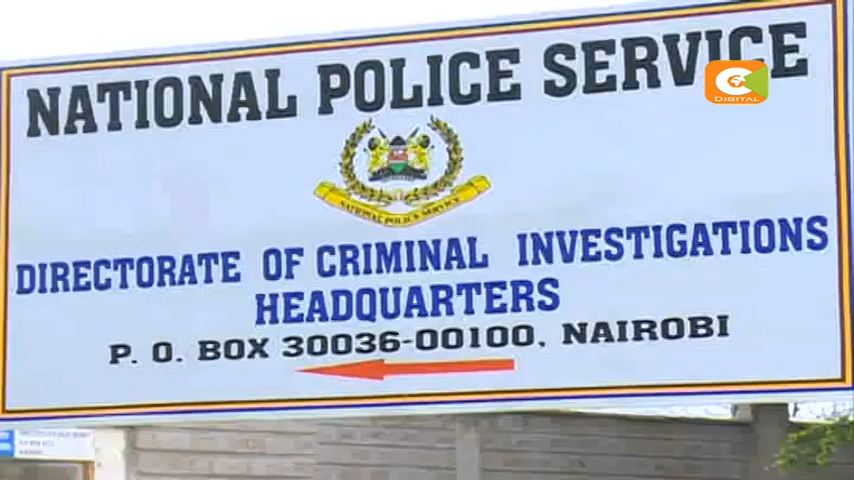 NATIONAL POLICE SERVICE
DIGITAL
NATIONAL POLICE SERVICE
DIRECTORATE OF CRIMINAL INVESTIGATIONS
HEADQUARTERS
P. O. BOX 30036-00100, NAIROBI